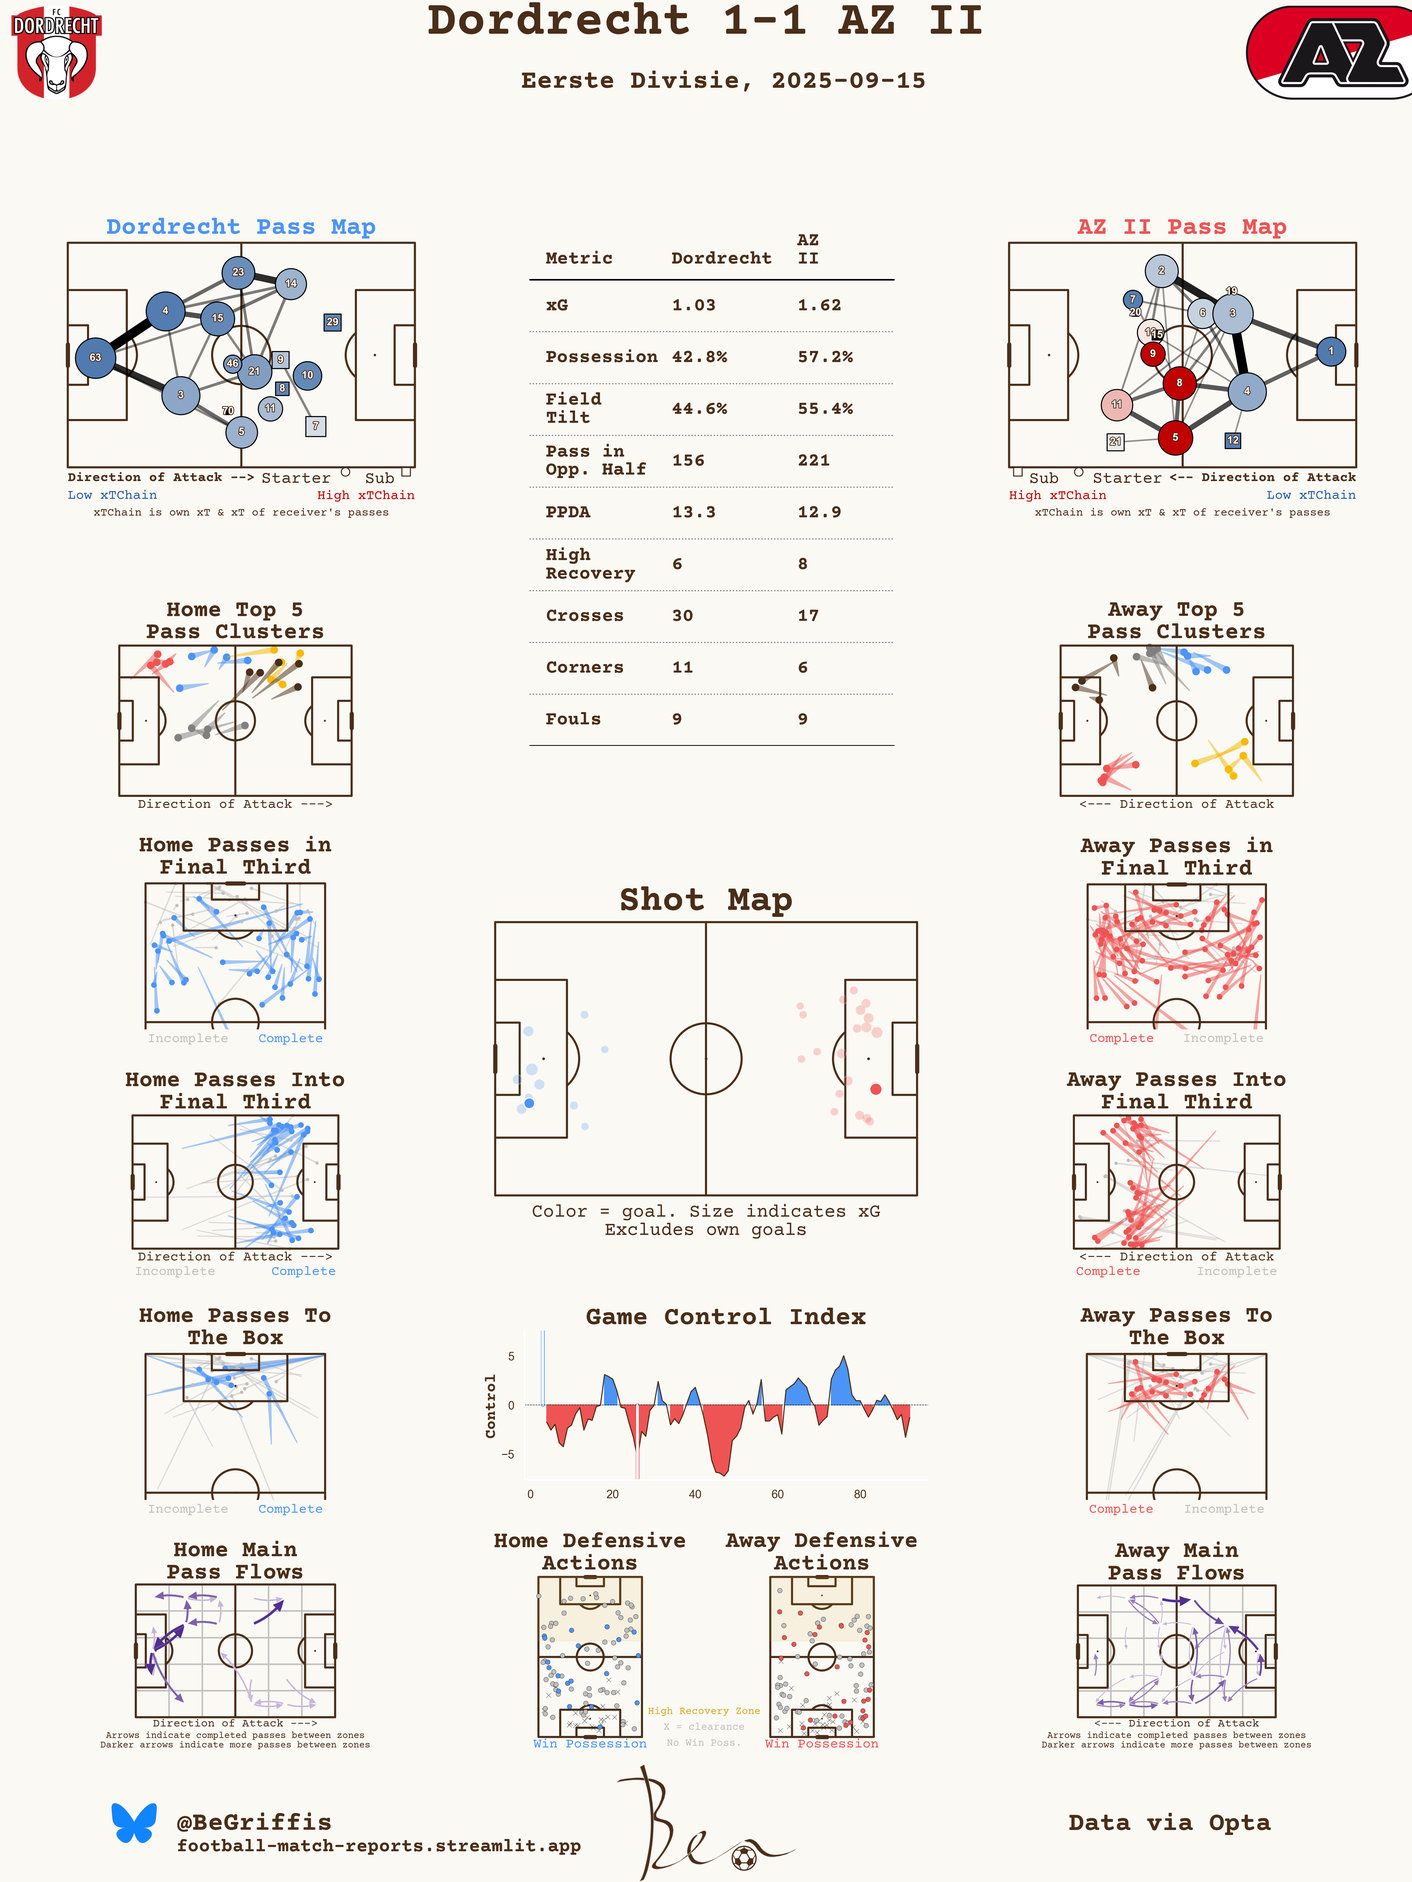 Dordrecht 1-1 AZ II
Eerste Divisie, 2025-09-15
FC
DORDRECHT
AZ
Dordrecht Pass Map
23
14
4
15
29
63
46
21
9
10
8
3
70
11
5
7
Direction of Attack --> Starter Sub
Low xTChain High xTChain
xTChain is own xT & xT of receiver's passes
Metric Dordrecht AZ II
xG 1.03 1.62
Possession 42.8% 57.2%
Field Tilt 44.6% 55.4%
Pass in Opp. Half 156 221
PPDA 13.3 12.9
High Recovery 6 8
Crosses 30 17
Corners 11 6
Fouls 9 9
AZ II Pass Map
2
7
19
20
6
3
15
9
1
8
4
11
5
21
12
Sub Starter <-- Direction of Attack
High xTChain Low xTChain
xTChain is own xT & xT of receiver's passes
Home Top 5
Pass Clusters
Direction of Attack --->
Away Top 5
Pass Clusters
<--- Direction of Attack
Home Passes in
Final Third
Incomplete Complete
Away Passes in
Final Third
Complete Incomplete
Shot Map
Color = goal. Size indicates xG
Excludes own goals
Home Passes Into
Final Third
Direction of Attack --->
Incomplete Complete
Away Passes Into
Final Third
<--- Direction of Attack
Complete Incomplete
Home Passes To
The Box
Incomplete Complete
Game Control Index
Control
5
0
−5
0 20 40 60 80
Away Passes To
The Box
Complete Incomplete
Home Main
Pass Flows
Direction of Attack --->
Arrows indicate completed passes between zones
Darker arrows indicate more passes between zones
Home Defensive
Actions
Win Possession
High Recovery Zone
X = clearance
No Win Poss.
Away Defensive
Actions
Win Possession
Away Main
Pass Flows
<--- Direction of Attack
Arrows indicate completed passes between zones
Darker arrows indicate more passes between zones
@BeGriffis
football-match-reports.streamlit.app
Ben
Data via Opta